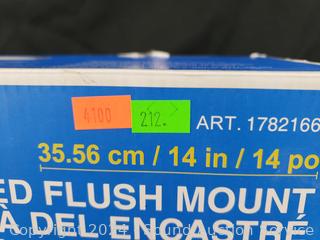 4100 212. ART. 1782166
35.56 cm / 14 in / 14 po
ED FLUSH MOUNT
À DEL ENCASTRÉ